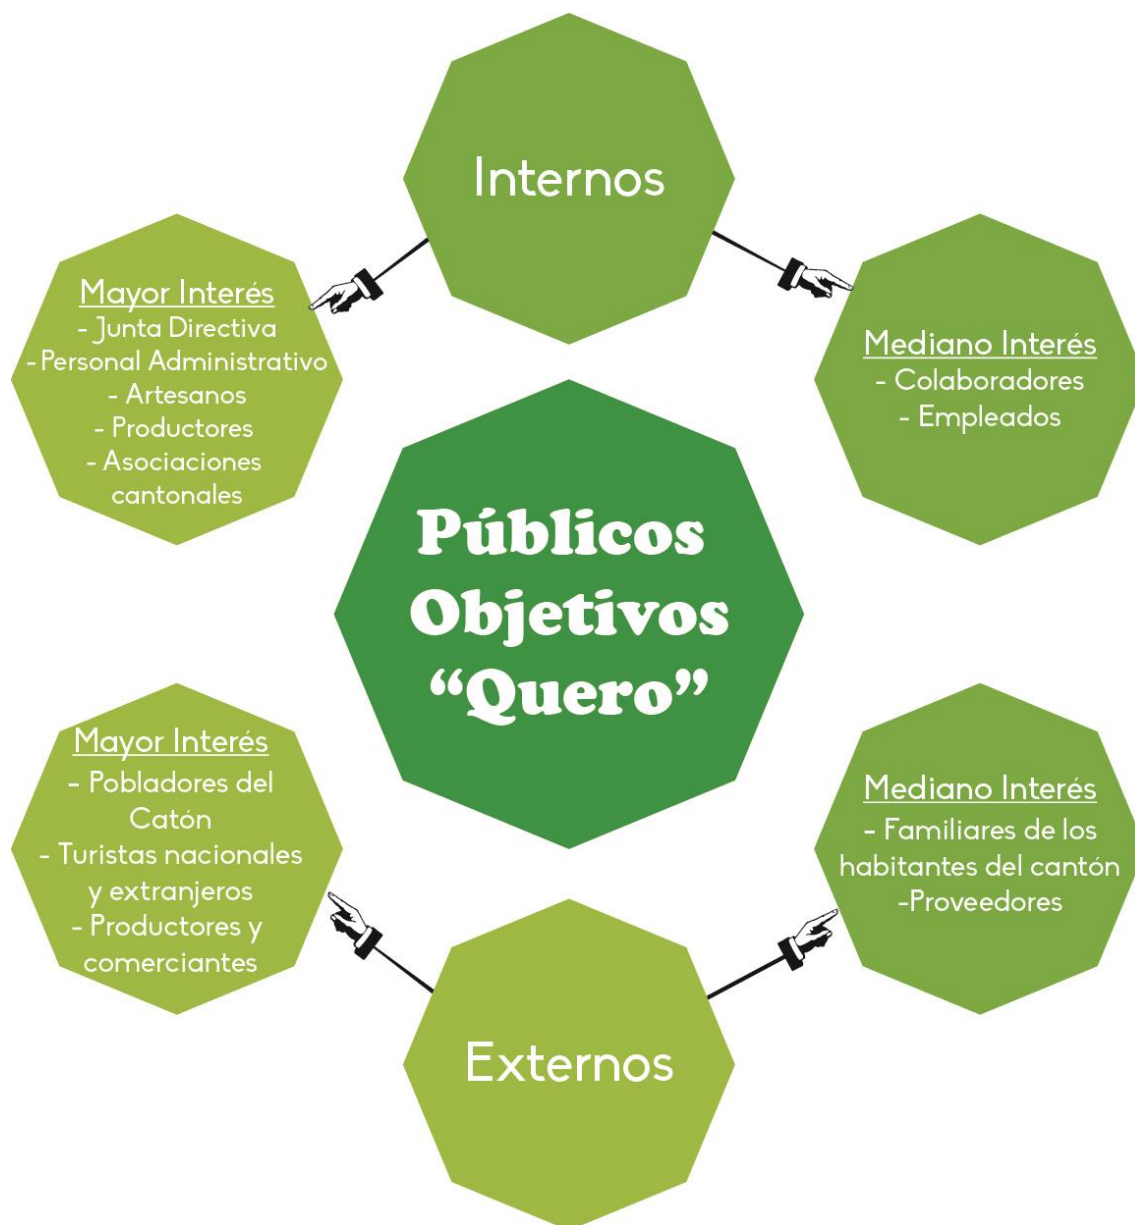 Internos
Mayor Interés
- Junta Directiva
-Personal Administrativo
- Artesanos
- Productores
- Asociaciones
cantonales
Mediano Interés
- Colaboradores
- Empleados
Públicos
Objetivos
“Quero”
Mayor Interés
- Pobladores del
Catón
- Turistas nacionales
y extranjeros
- Productores y
comerciantes
Mediano Interés
- Familiares de los
habitantes del cantón
-Proveedores
Externos